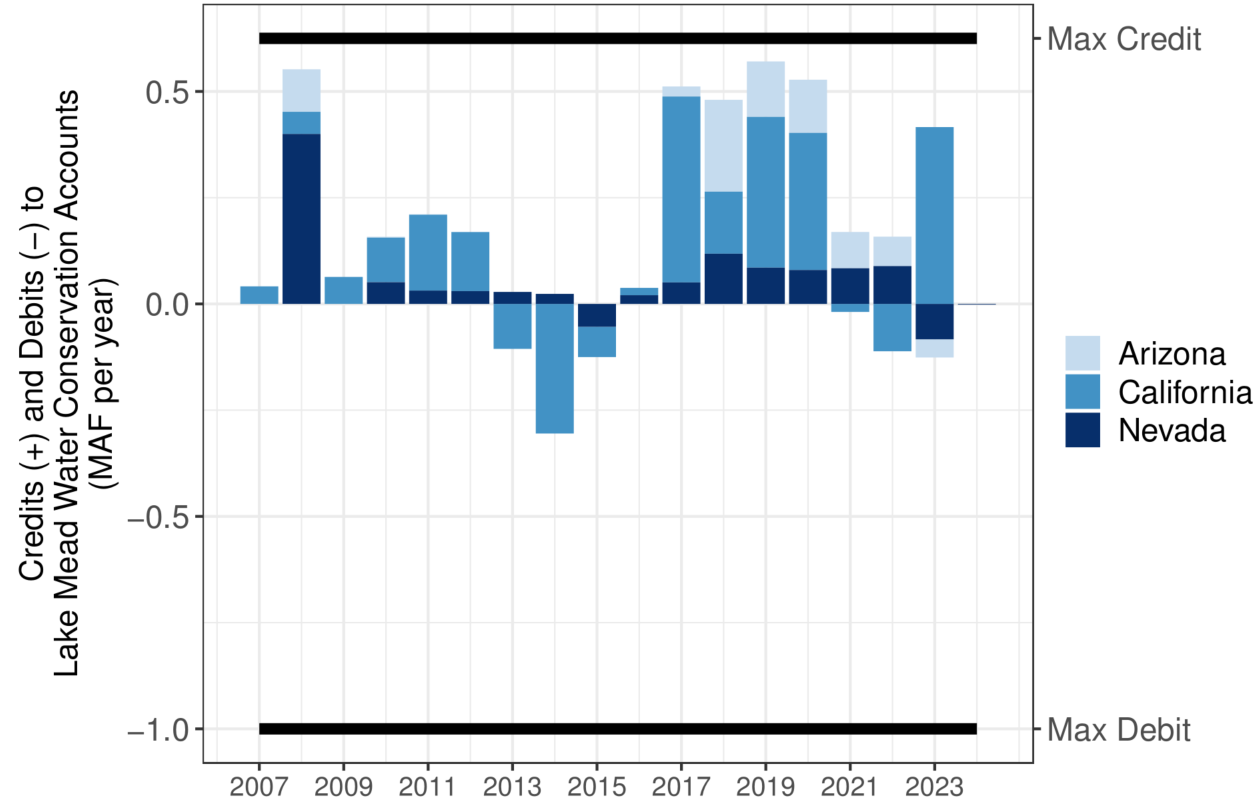 Credits (+) and Debits (−) to
Lake Mead Water Conservation Accounts
(MAF per year)
0.5
0.0
−0.5
−1.0
Max Credit
Max Debit
Arizona
California
Nevada
2007 2009 2011 2013 2015 2017 2019 2021 2023